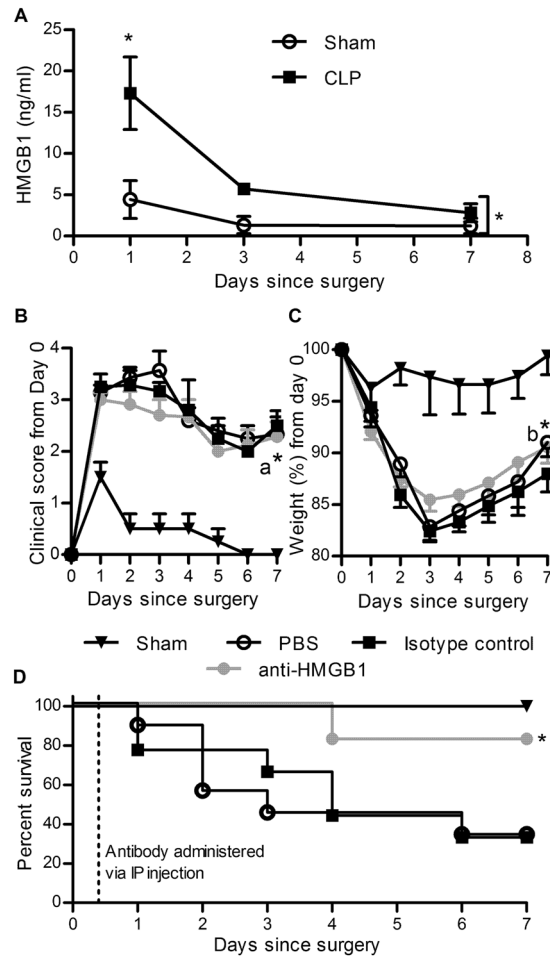 A
*
Sham
CLP
25
20
15
10
5
0
HMGB1 (ng/ml)
*
0 1 2 3 4 5 6 7 8
Days since surgery
B
4
3
2
1
0
Clinical score from Day 0
a*
0 1 2 3 4 5 6 7
Days since surgery
C
100
95
90
85
80
Weight (%) from day 0
b*
0 1 2 3 4 5 6 7
Days since surgery
Sham PBS Isotype control
anti-HMGB1
D
100
80
60
40
20
0
Percent survival
*
Antibody administered
via IP injection
0 1 2 3 4 5 6 7
Days since surgery